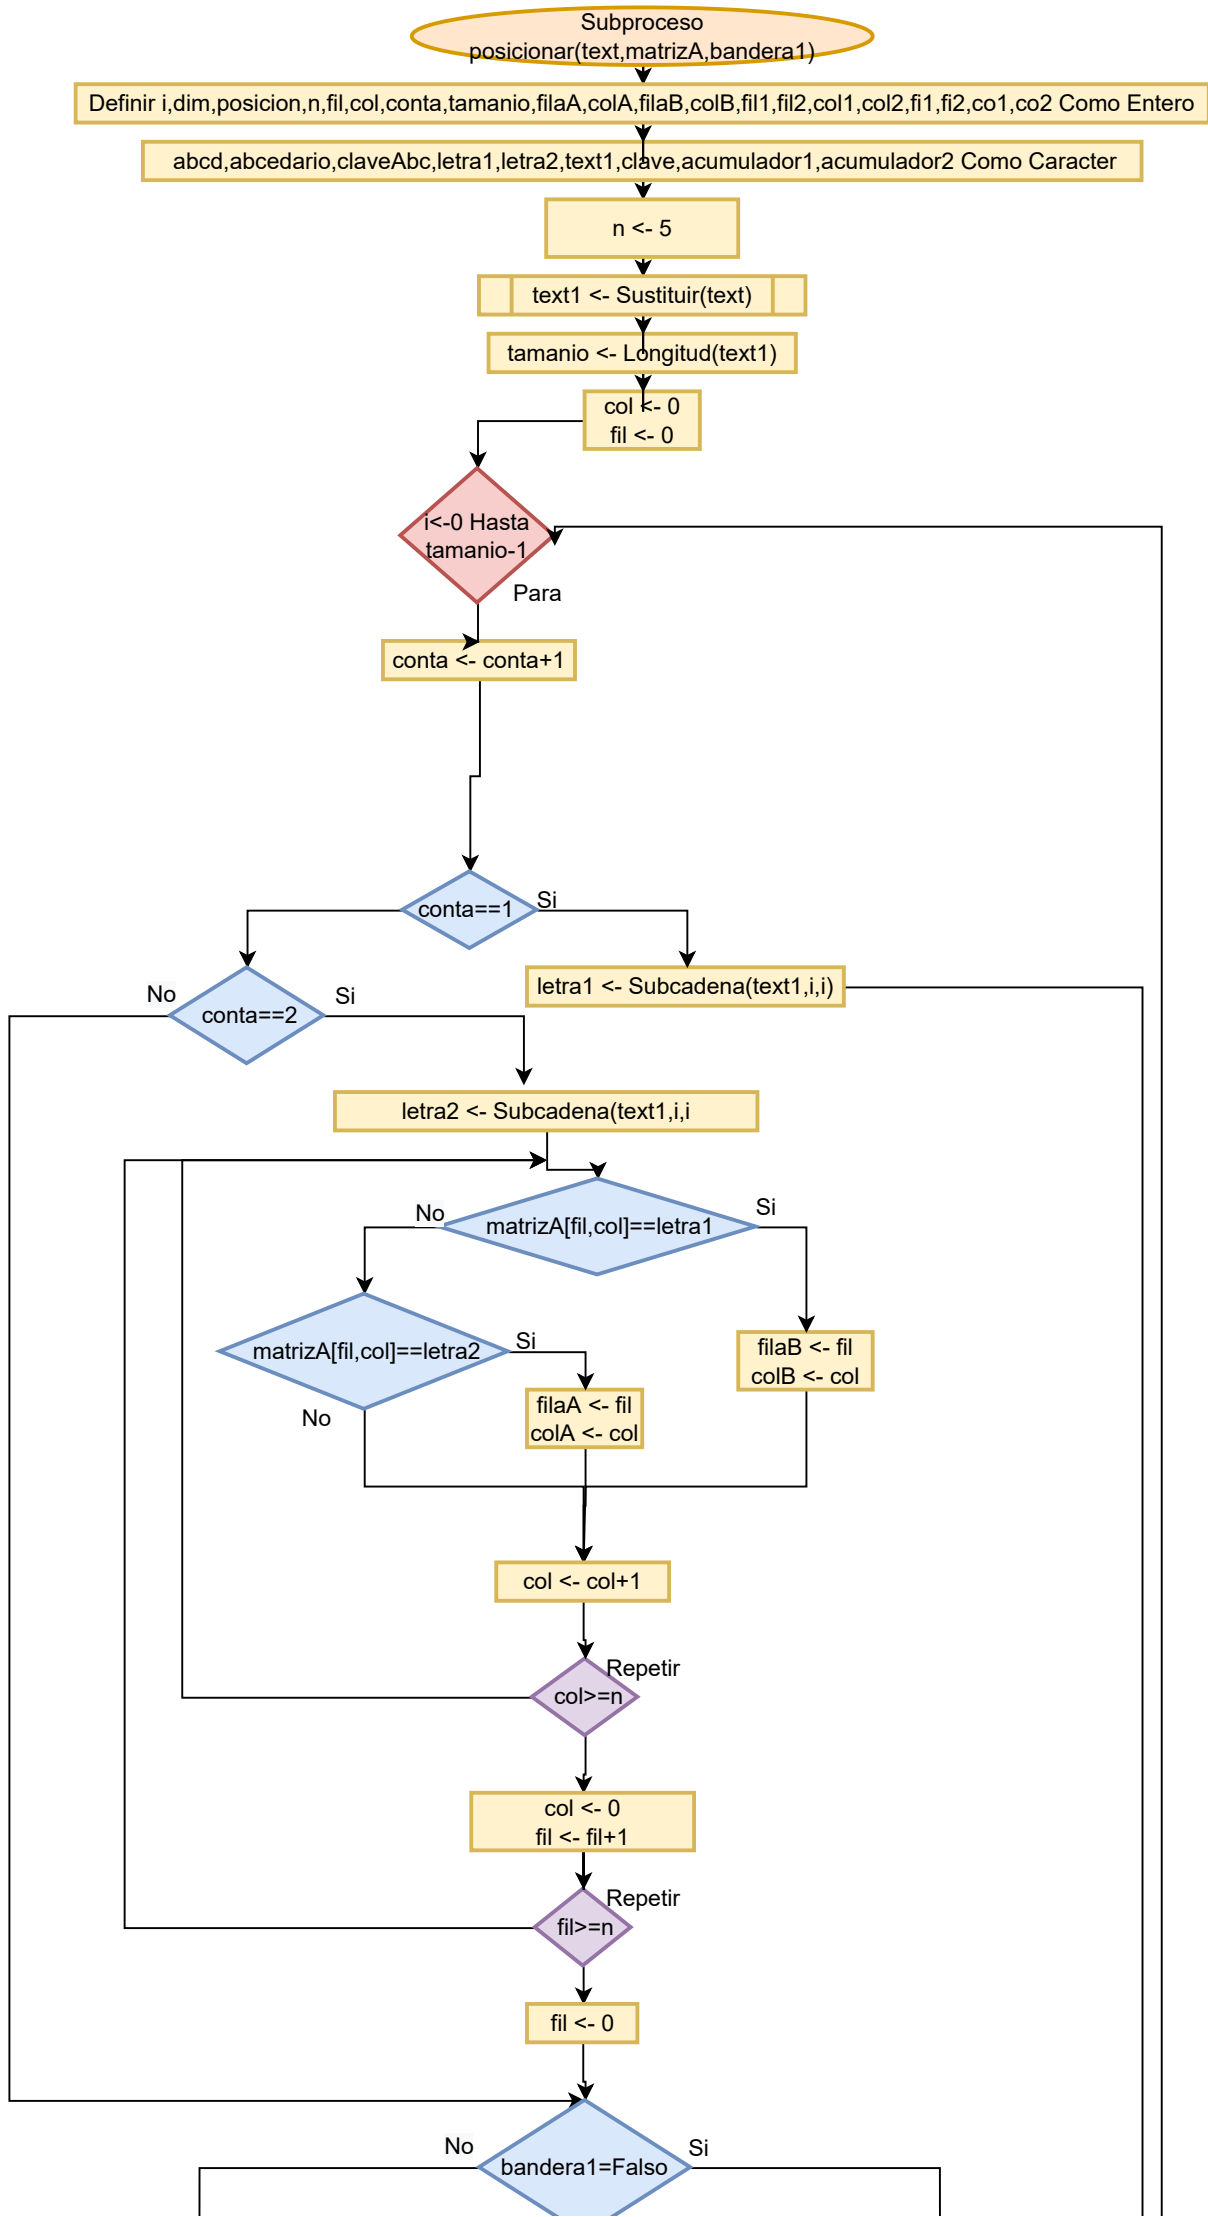 Subproceso
posicionar(text,matrizA,bandera1)
Definir i,dim,posicion,n,fil,col,conta,tamanio,filaA,colA,filaB,colB,fil1,fil2,col1,col2,fi1,fi2,co1,co2 Como Entero
abcd,abcedario,claveAbc,letra1,letra2,text1,clave,acumulador1,acumulador2 Como Caracter
n <- 5
text1 <- Sustituir(text)
tamanio <- Longitud(text1)
col <- 0
fil <- 0
i<-0 Hasta
tamanio-1
Para
conta <- conta+1
conta==1
Si
letra1 <- Subcadena(text1,i,i)
No
conta==2
Si
letra2 <- Subcadena(text1,i,i
No
matrizA[fil,col]==letra1
Si
matrizA[fil,col]==letra2
Si
No
filaB <- fil
colB <- col
filaA <- fil
colA <- col
col <- col+1
Repetir
col>=n
col <- 0
fil <- fil+1
Repetir
fil>=n
fil <- 0
No
bandera1=Falso
Si